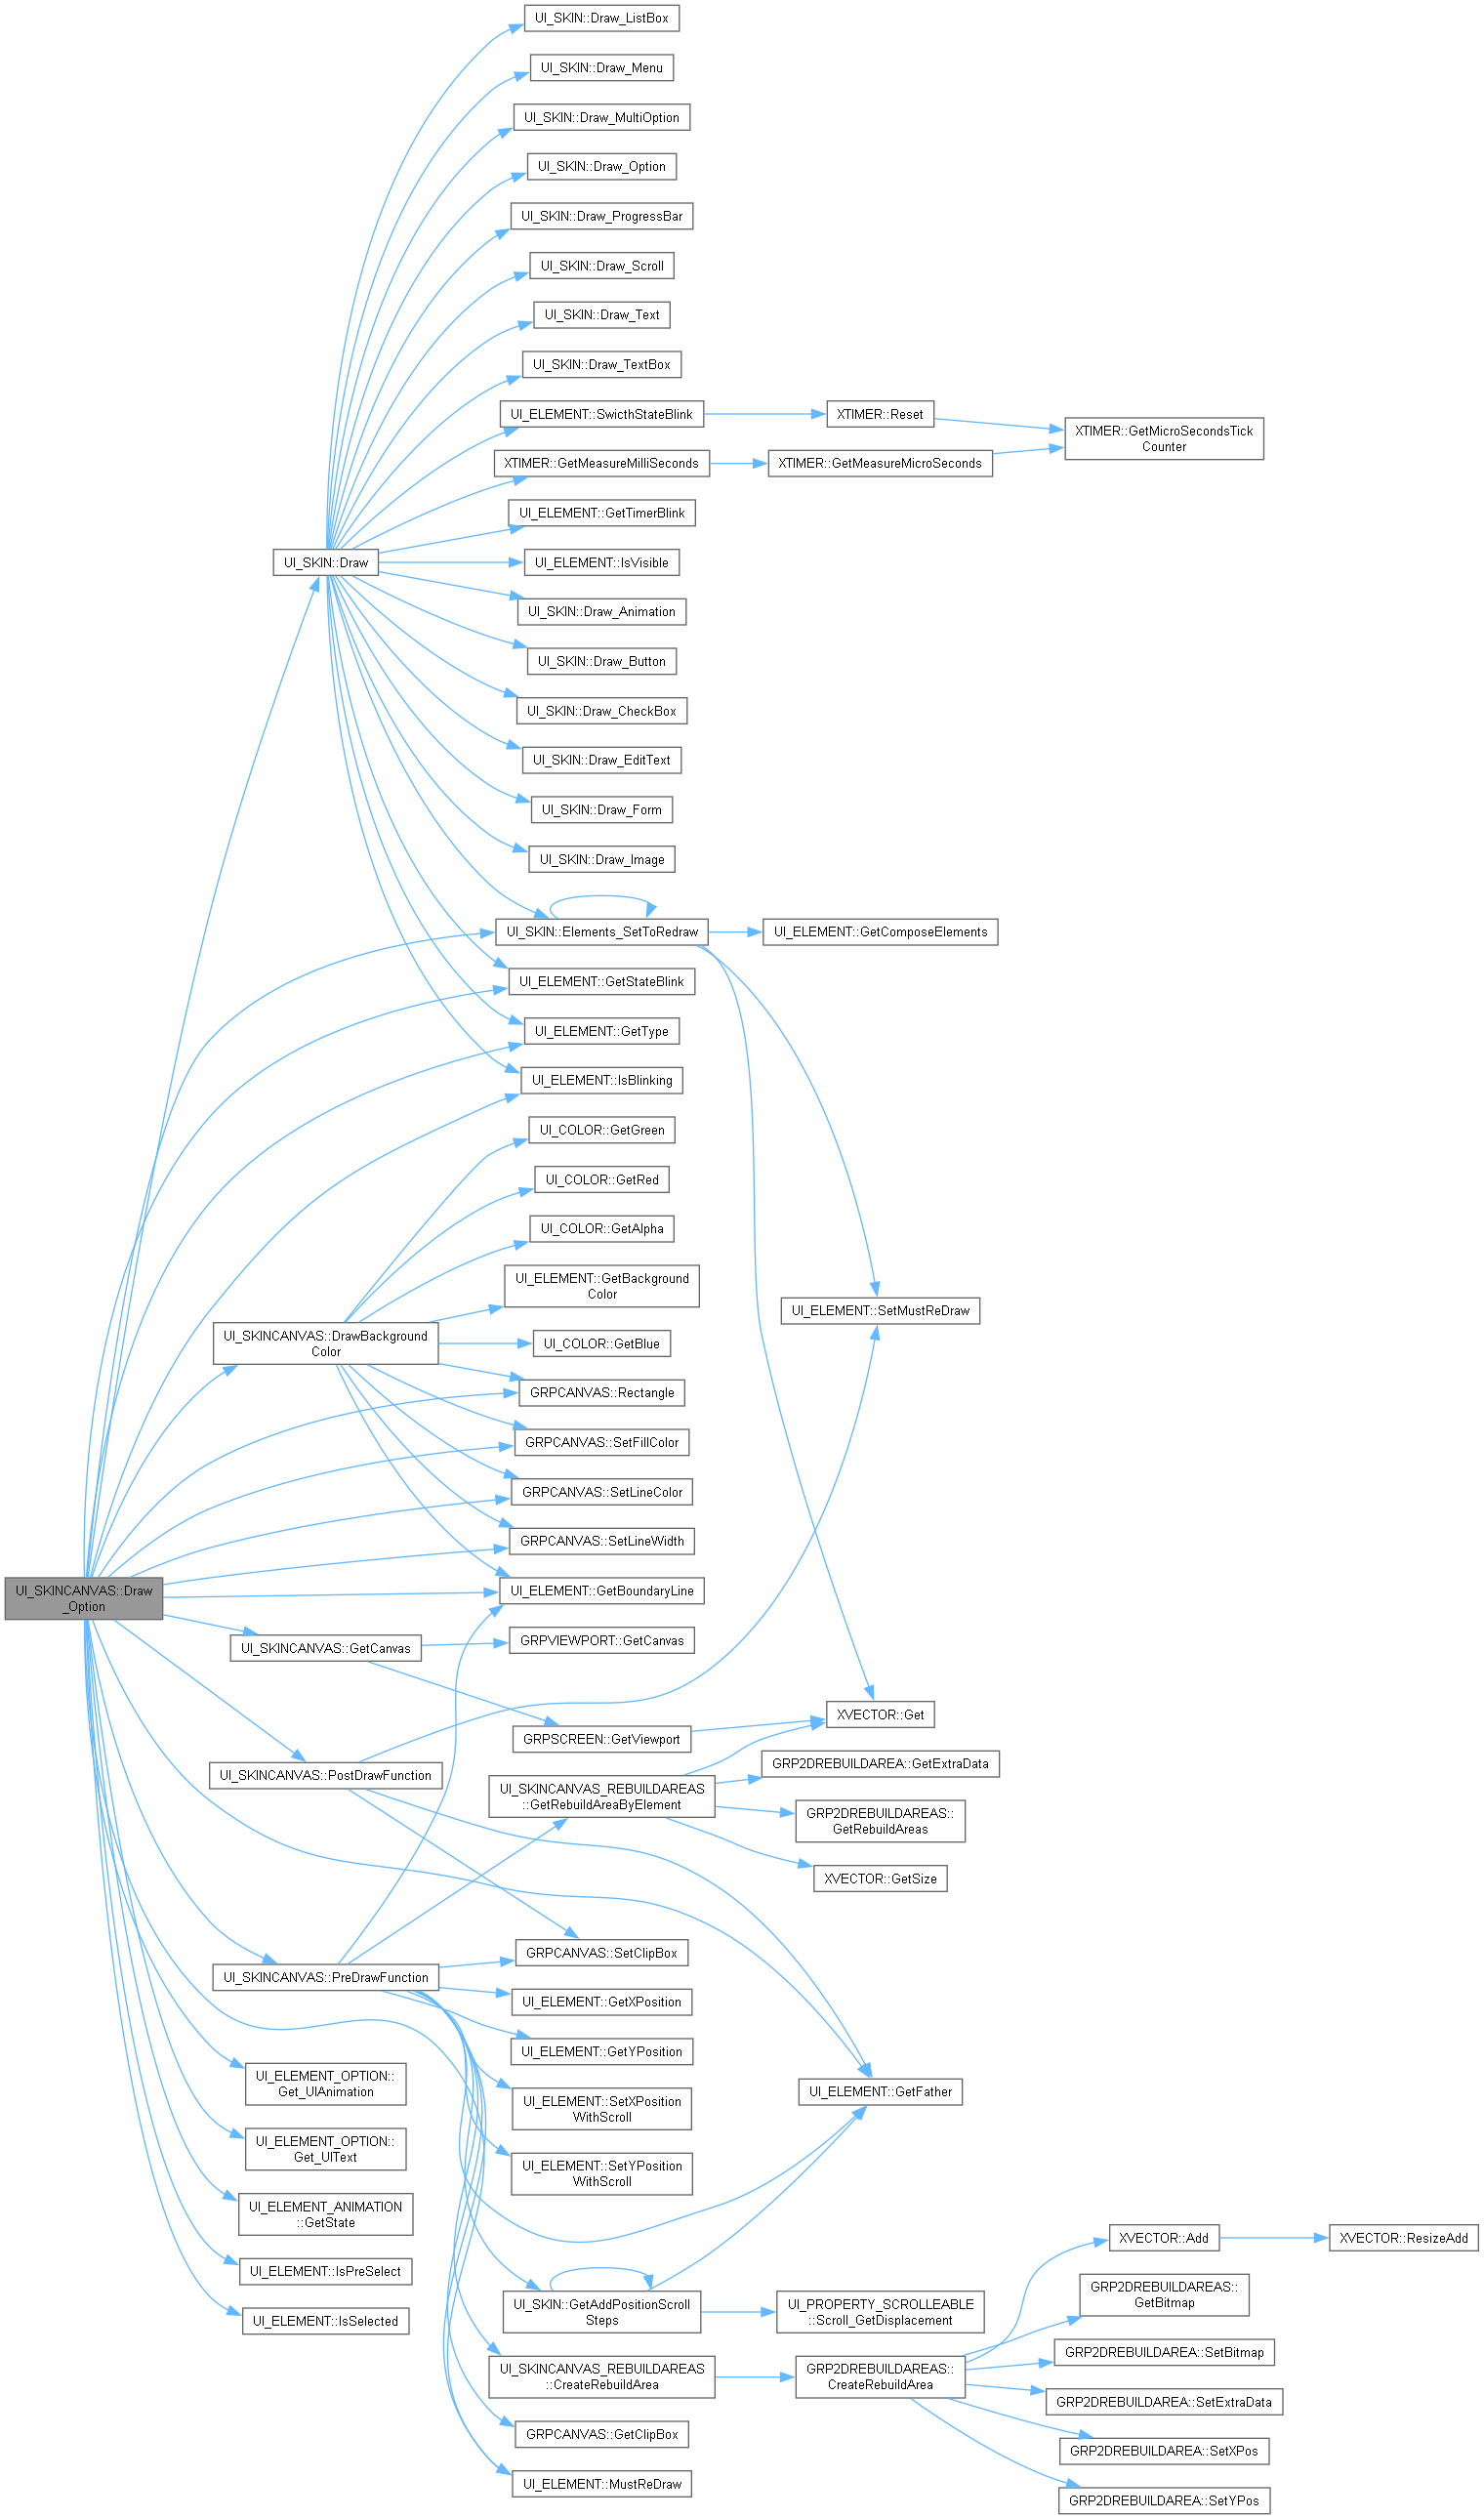 UI_SKIN::Draw_ListBox
UI_SKIN::Draw_Menu
UI_SKIN::Draw_MultiOption
UI_SKIN::Draw_Option
UI_SKIN::Draw_ProgressBar
UI_SKIN::Draw_Scroll
UI_SKIN::Draw_Text
UI_SKIN::Draw_TextBox
UI_ELEMENT::SwicthStateBlink
XTIMER::Reset
XTIMER::GetMicroSecondsTick
Counter
XTIMER::GetMeasureMilliSeconds
XTIMER::GetMeasureMicroSeconds
UI_ELEMENT::GetTimerBlink
UI_SKIN::Draw
UI_ELEMENT::IsVisible
UI_SKIN::Draw_Animation
UI_SKIN::Draw_Button
UI_SKIN::Draw_CheckBox
UI_SKIN::Draw_EditText
UI_SKIN::Draw_Form
UI_SKIN::Draw_Image
UI_SKIN::Elements_SetToRedraw
UI_ELEMENT::GetComposeElements
UI_ELEMENT::GetStateBlink
UI_ELEMENT::GetType
UI_ELEMENT::IsBlinking
UI_COLOR::GetGreen
UI_COLOR::GetRed
UI_COLOR::GetAlpha
UI_ELEMENT::GetBackground
Color
UI_ELEMENT::SetMustReDraw
UI_SKINCANVAS::DrawBackground
Color
UI_COLOR::GetBlue
GRPCANVAS::Rectangle
GRPCANVAS::SetFillColor
GRPCANVAS::SetLineColor
GRPCANVAS::SetLineWidth
UI_SKINCANVAS::Draw
_Option
UI_ELEMENT::GetBoundaryLine
UI_SKINCANVAS::GetCanvas
GRPVIEWPORT::GetCanvas
XVECTOR::Get
GRPSCREEN::GetViewport
UI_SKINCANVAS::PostDrawFunction
GRP2DREBUILDAREA::GetExtraData
UI_SKINCANVAS_REBUILDAREAS
::GetRebuildAreaByElement
GRP2DREBUILDAREAS::
GetRebuildAreas
XVECTOR::GetSize
GRPCANVAS::SetClipBox
UI_SKINCANVAS::PreDrawFunction
UI_ELEMENT::GetXPosition
UI_ELEMENT::GetYPosition
UI_ELEMENT_OPTION::
Get_UIAnimation
UI_ELEMENT::GetFather
UI_ELEMENT::SetXPosition
WithScroll
UI_ELEMENT_OPTION::
Get_UIText
UI_ELEMENT::SetYPosition
WithScroll
UI_ELEMENT_ANIMATION
::GetState
XVECTOR::Add
XVECTOR::ResizeAdd
UI_ELEMENT::IsPreSelect
GRP2DREBUILDAREAS::
GetBitmap
UI_SKIN::GetAddPositionScroll
Steps
UI_PROPERTY_SCROLLEABLE
::Scroll_GetDisplacement
UI_ELEMENT::IsSelected
GRP2DREBUILDAREA::SetBitmap
UI_SKINCANVAS_REBUILDAREAS
::CreateRebuildArea
GRP2DREBUILDAREAS::
CreateRebuildArea
GRP2DREBUILDAREA::SetExtraData
GRPCANVAS::GetClipBox
GRP2DREBUILDAREA::SetXPos
UI_ELEMENT::MustReDraw
GRP2DREBUILDAREA::SetYPos